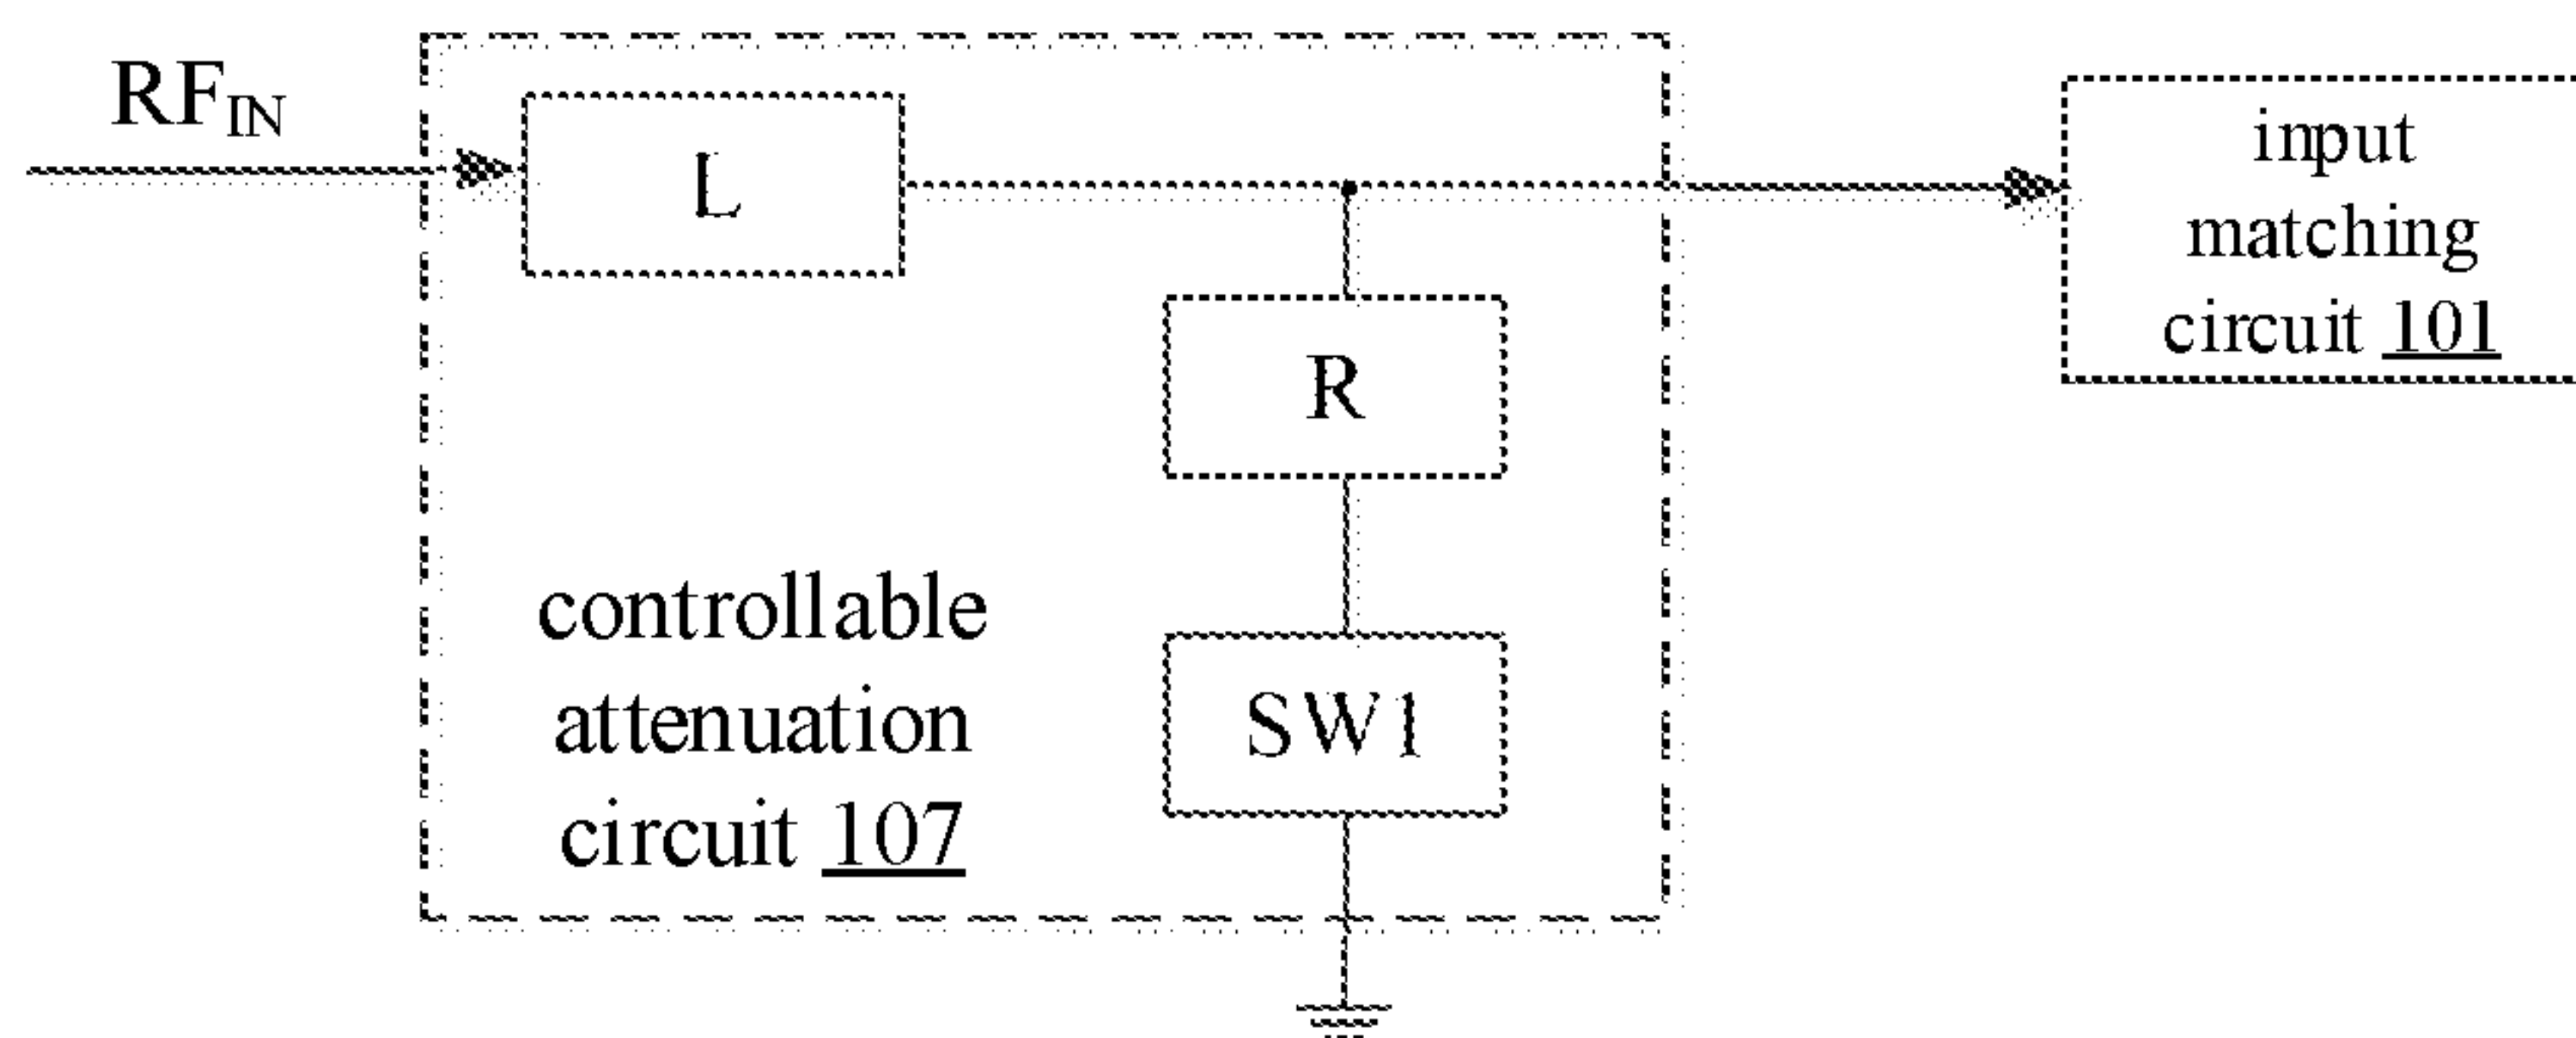 RFIN
L
input
matching
circuit 101
R
SW1
controllable
attenuation
circuit 107